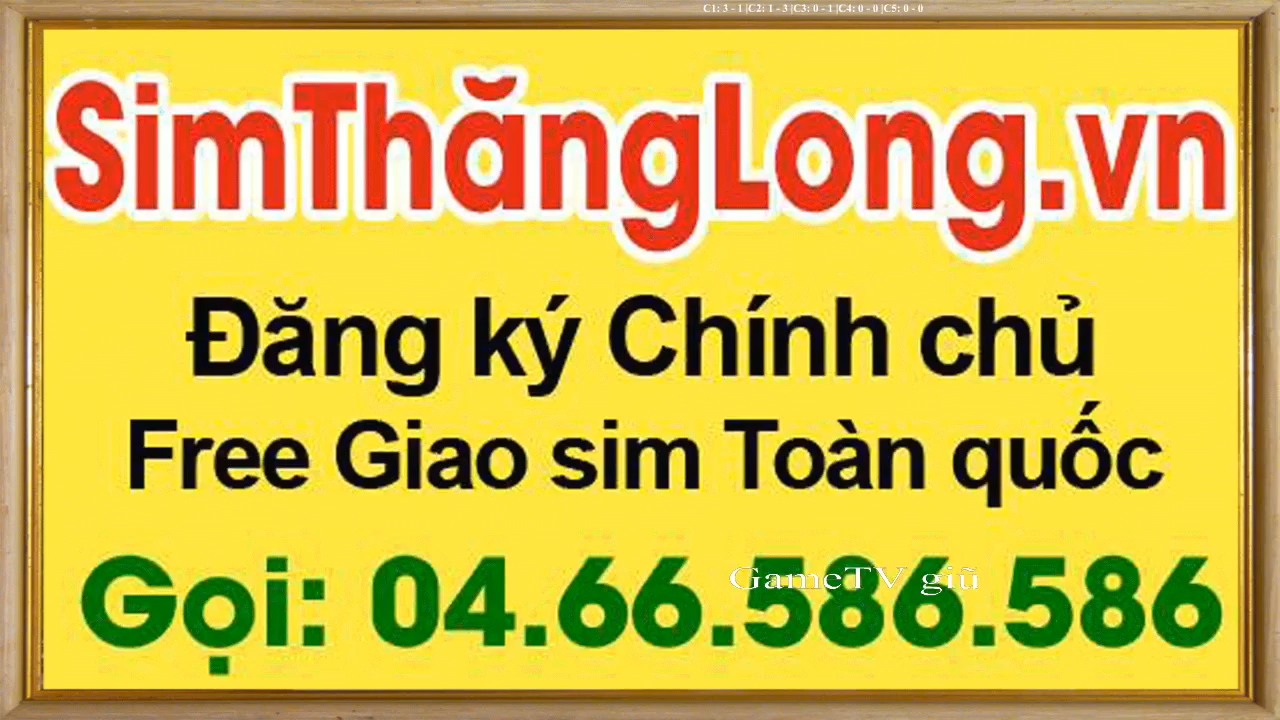 C1: 3 - 1 |C2: 1 - 3 |C3: 0 - 1 |C4: 0 - 0 |C5: 0 - 0
SimThăngLong.vn
Đăng ký Chính chủ
Free Giao sim Toàn quốc
Gọi: 04.66.586.586
GameTV giũ